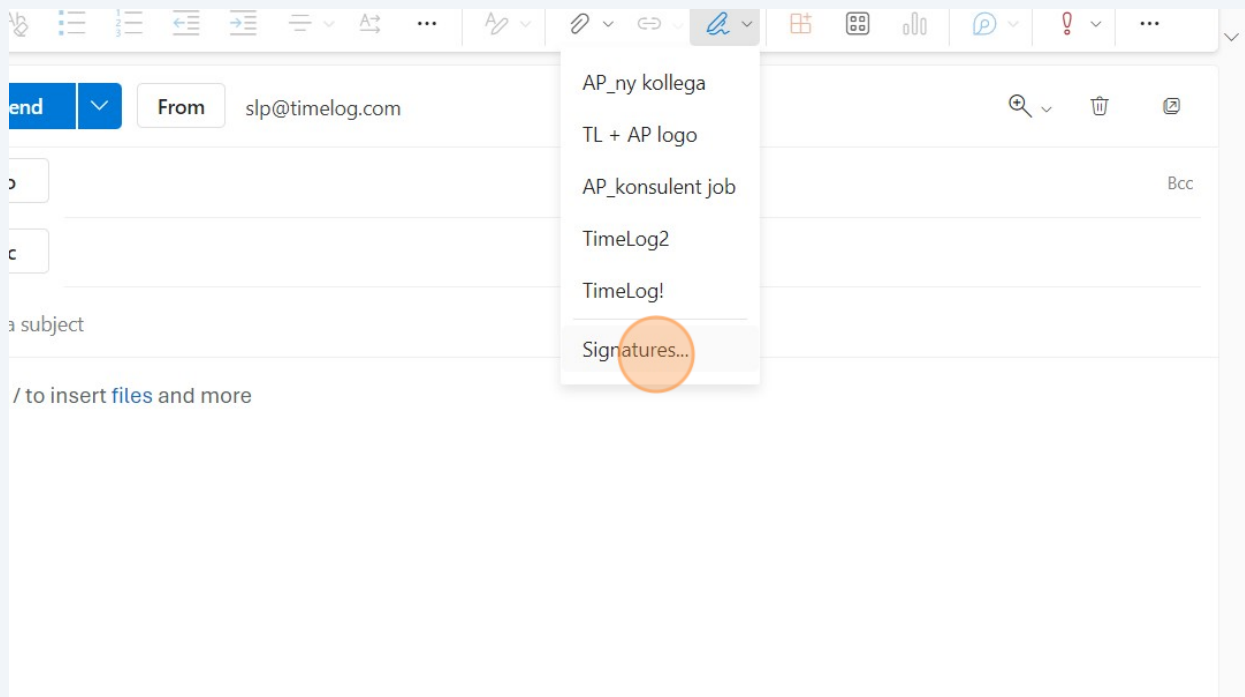 end
From
slp@timelog.com
Bcc
a subject
/ to insert files and more
AP_ny kollega
TL + AP logo
AP_konsulent job
TimeLog2
TimeLog!
Signatures...